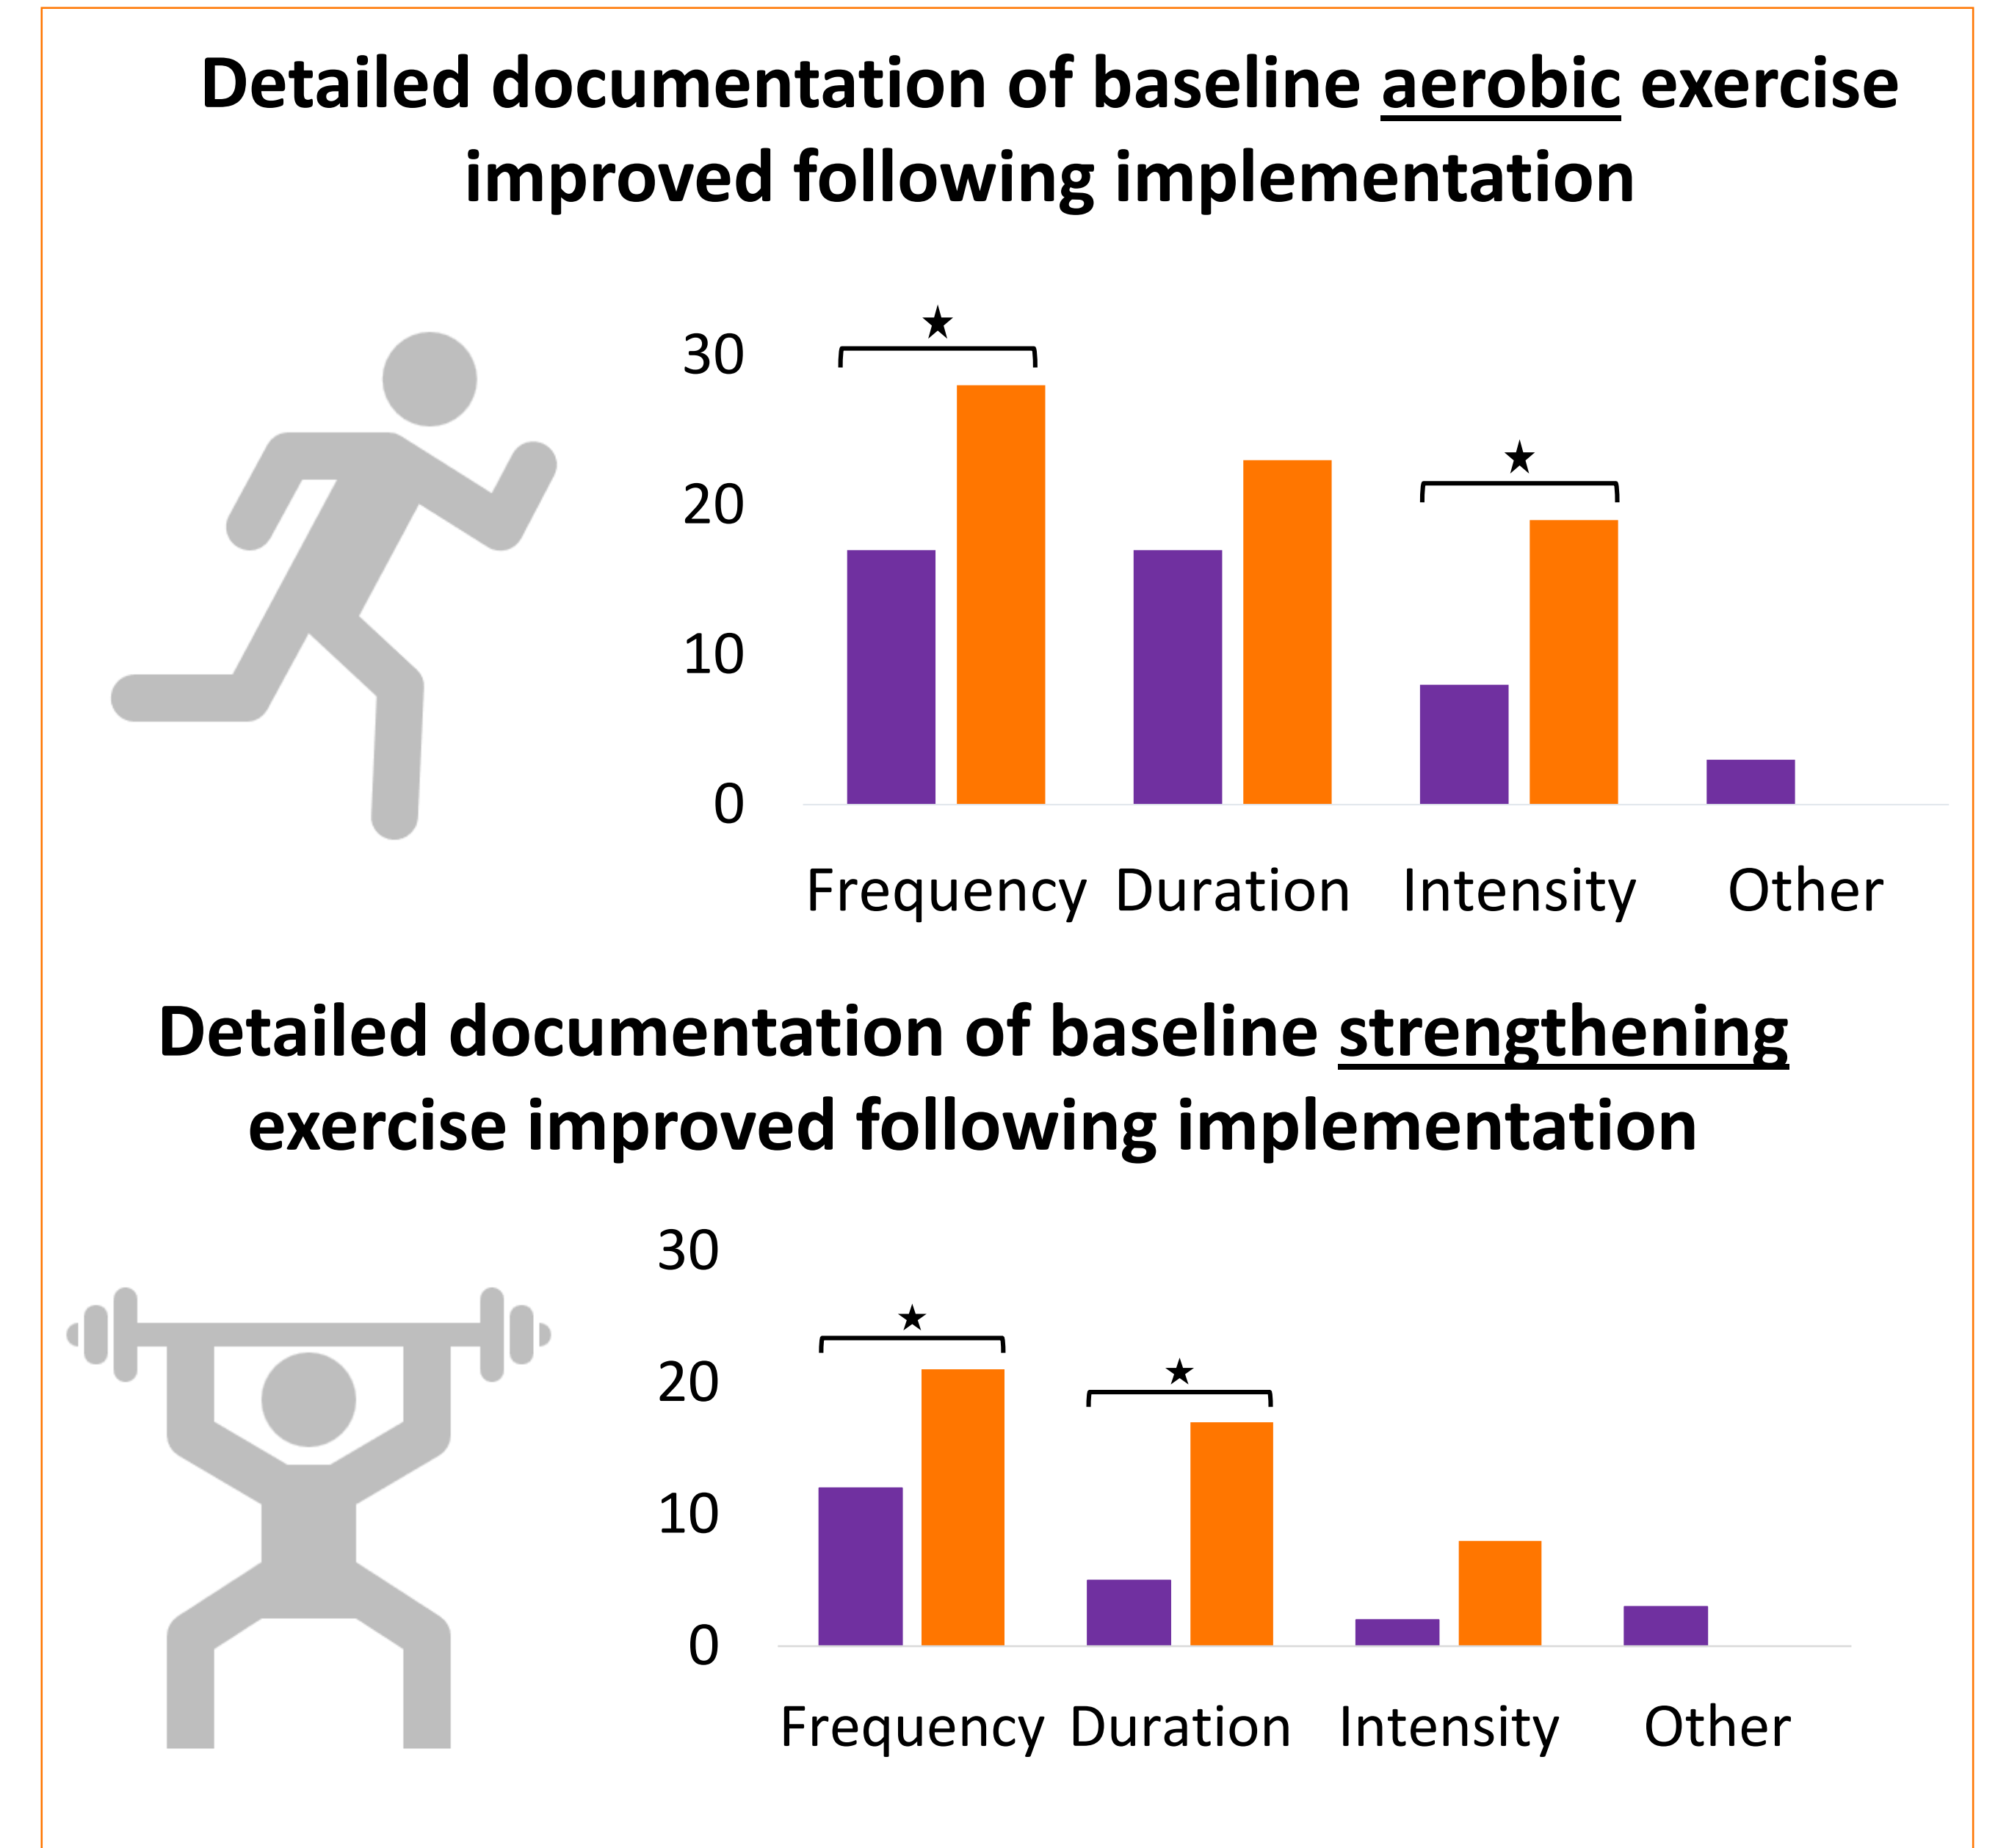 Detailed documentation of baseline aerobic exercise
improved following implementation
30
20
10
0
Frequency Duration Intensity Other
Detailed documentation of baseline strengthening
exercise improved following implementation
30
20
10
0
Frequency Duration Intensity Other